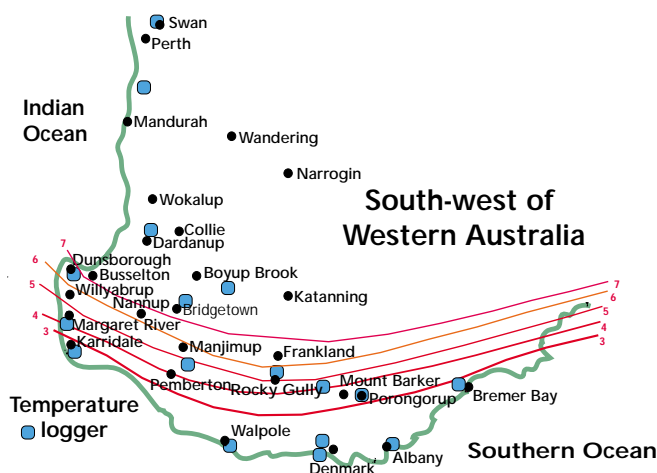 Swan
Perth
Indian
Ocean
Mandurah
Wandering
Narrogin
Wokalup
South-west of
Western Australia
Collie
Dardanup
7
Dunsborough
6
Busselton
Boyup Brook
7
6
5
Willyabrup
Katanning
Nannup
Bridgetown
5
4
Margaret River
4
3
Karridale
3
Manjimup
Frankland
Pemberton
Rocky Gully
Mount Barker
Porongorup
Bremer Bay
Temperature
logger
Walpole
Albany
Southern Ocean
Denmark